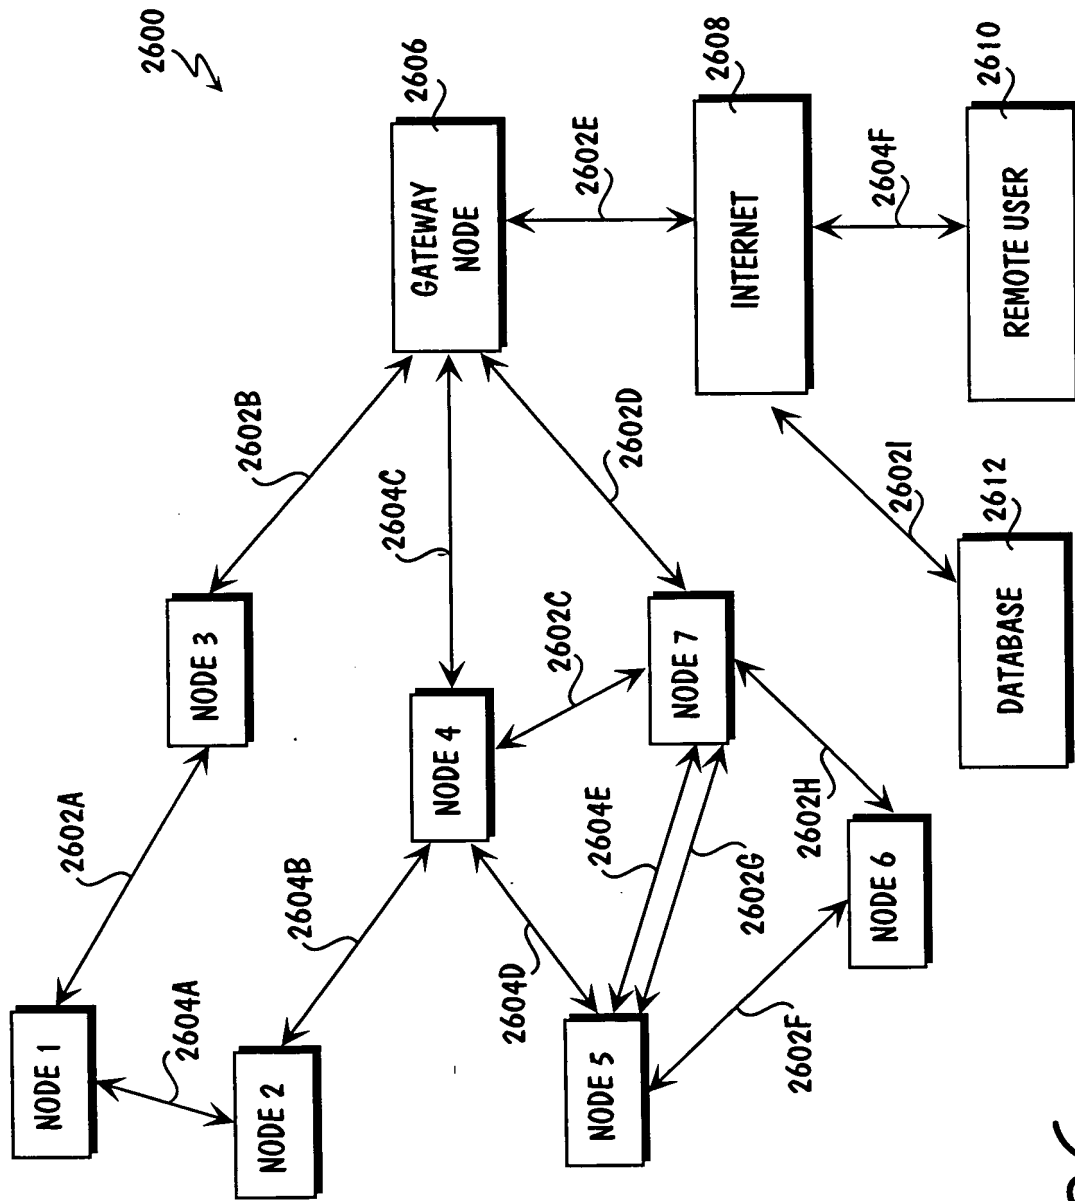 2600
NODE 1
2602A
2604A
NODE 3
2602B
NODE 2
2604B
2604C
GATEWAY
NODE
2606
NODE 4
2604D
2602C
2602E
NODE 5
2604E
2602D
NODE 7
INTERNET
2608
2602G
2602F
2602H
NODE 6
2602I
2604F
DATABASE
2612
REMOTE USER
2610